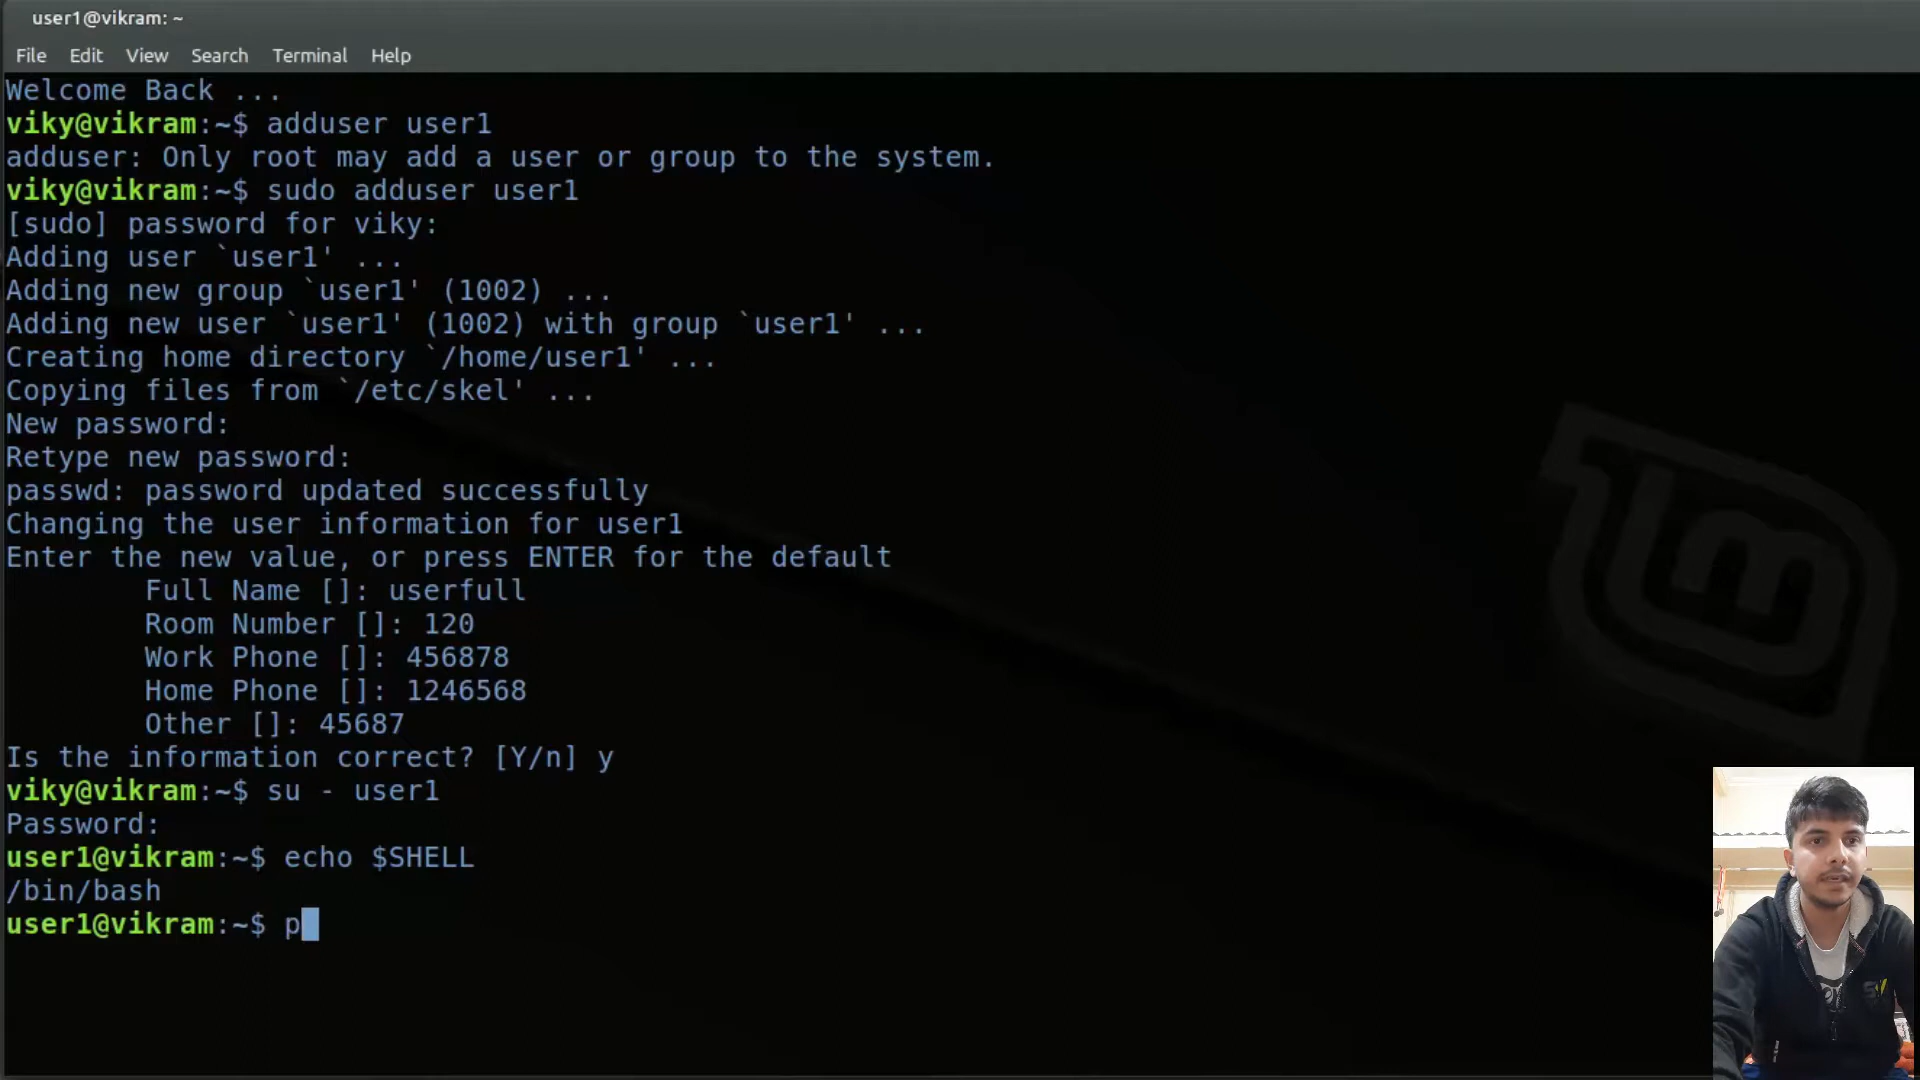 user1@vikram: ~
File Edit View Search Terminal Help
Welcome Back ...
viky@vikram:~$ adduser user1
adduser: Only root may add a user or group to the system.
viky@vikram:~$ sudo adduser user1
[sudo] password for viky:
Adding user `user1' ...
Adding new group `user1' (1002) ...
Adding new user `user1' (1002) with group `user1' ...
Creating home directory `/home/user1' ...
Copying files from `/etc/skel' ...
New password:
Retype new password:
passwd: password updated successfully
Changing the user information for user1
Enter the new value, or press ENTER for the default
Full Name []: userfull
Room Number []: 120
Work Phone []: 456878
Home Phone []: 1246568
Other []: 45687
Is the information correct? [Y/n] y
viky@vikram:~$ su - user1
Password:
user1@vikram:~$ echo $SHELL
/bin/bash
user1@vikram:~$ p